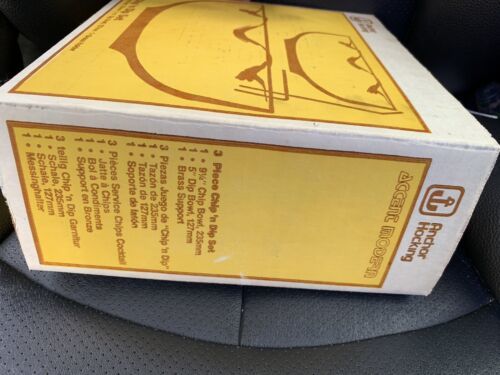 Anchor
Hocking
Accent Modern
3 Piece Chip 'n Dip Set
1 • 9¼" Chip Bowl, 235mm
1 • 5" Dip Bowl, 127mm
1 • Brass Support
3 Piezas Juego de "Chip 'n Dip"
1 • Tazón de 235mm
1 • Tazón de 127mm
1 • Soporte de latón
3 Pièces Service Chips Cocktail
1 • Jatte à Chips
1 • Bol à Condiments
1 • Support en Bronze
3 teilig Chip 'n Dip Garnitur
1 • Schale, 235mm
1 • Schale, 127mm
1 • Messinghalter
Dip Set